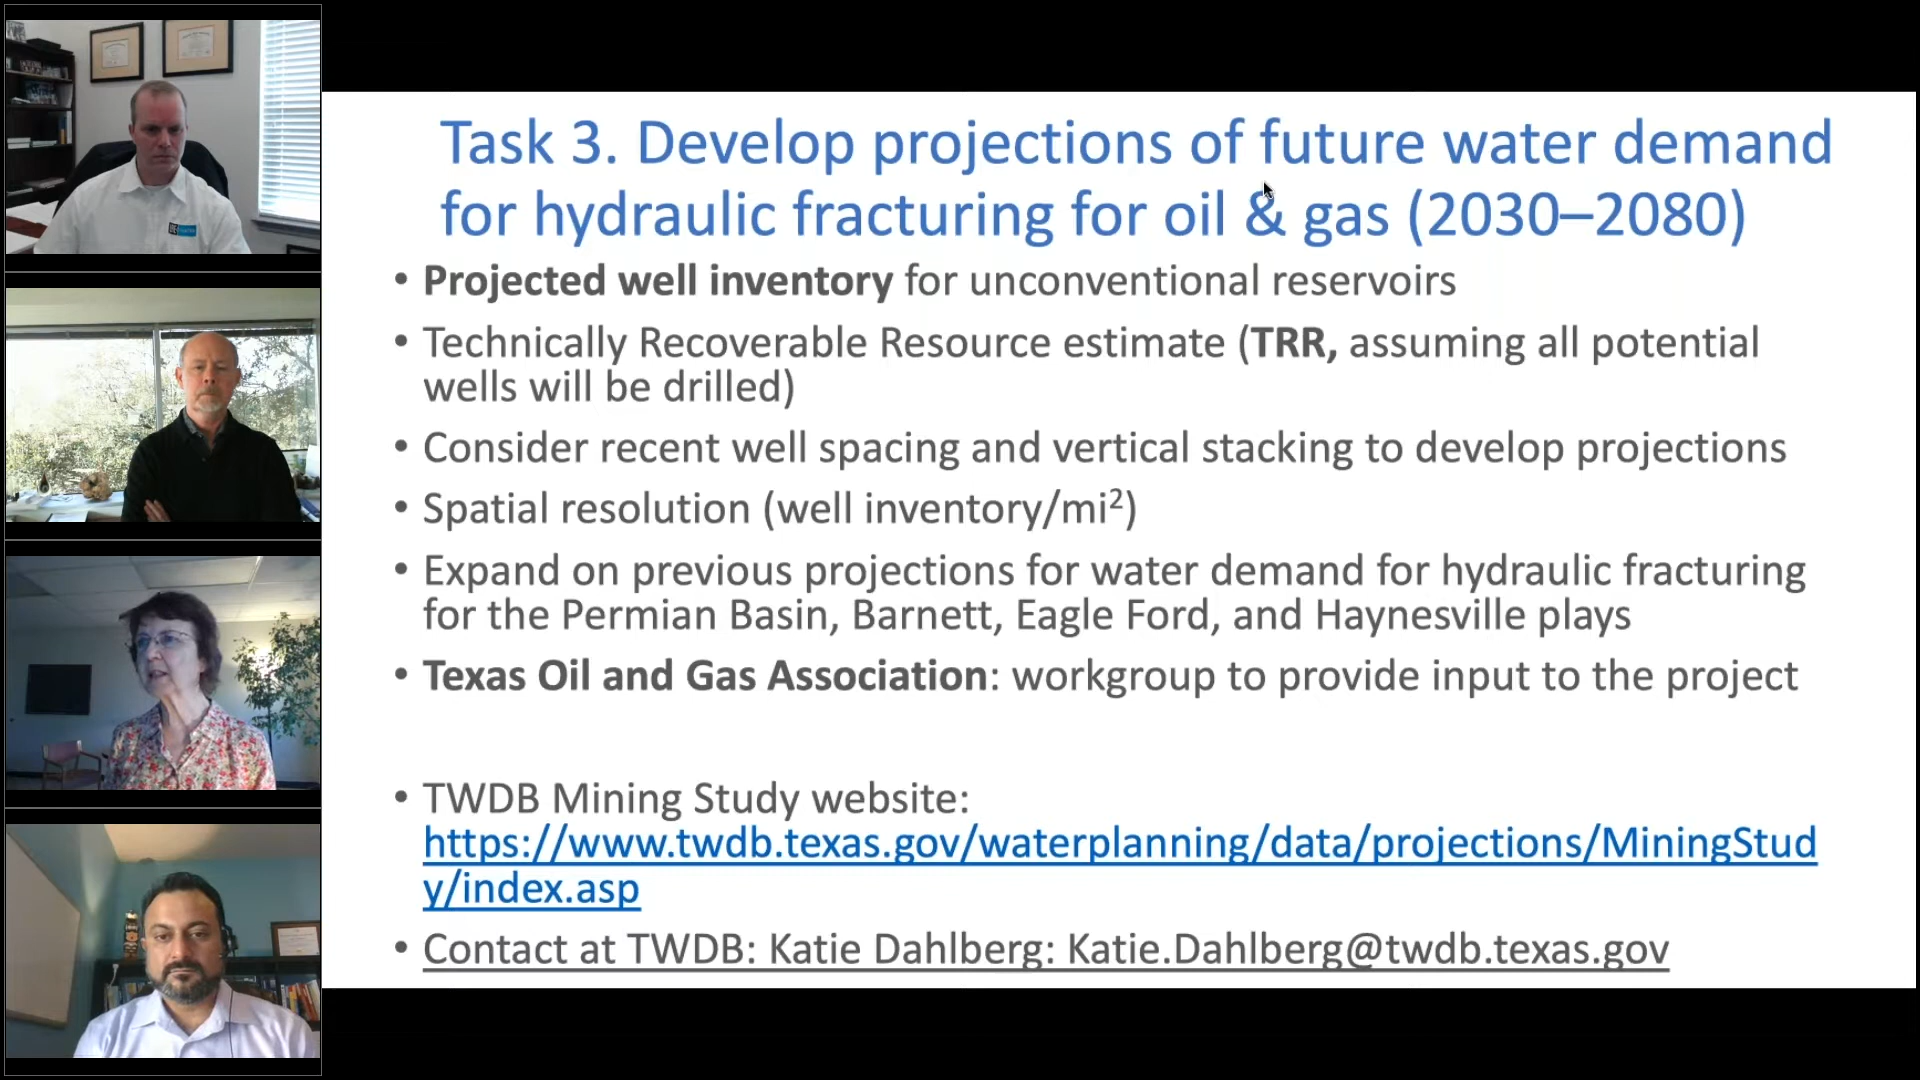 Task 3. Develop projections of future water demand
for hydraulic fracturing for oil & gas (2030–2080)
• Projected well inventory for unconventional reservoirs
• Technically Recoverable Resource estimate (TRR, assuming all potential
wells will be drilled)
• Consider recent well spacing and vertical stacking to develop projections
• Spatial resolution (well inventory/mi²)
• Expand on previous projections for water demand for hydraulic fracturing
for the Permian Basin, Barnett, Eagle Ford, and Haynesville plays
• Texas Oil and Gas Association: workgroup to provide input to the project
• TWDB Mining Study website:
https://www.twdb.texas.gov/waterplanning/data/projections/MiningStud
y/index.asp
• Contact at TWDB: Katie Dahlberg: Katie.Dahlberg@twdb.texas.gov